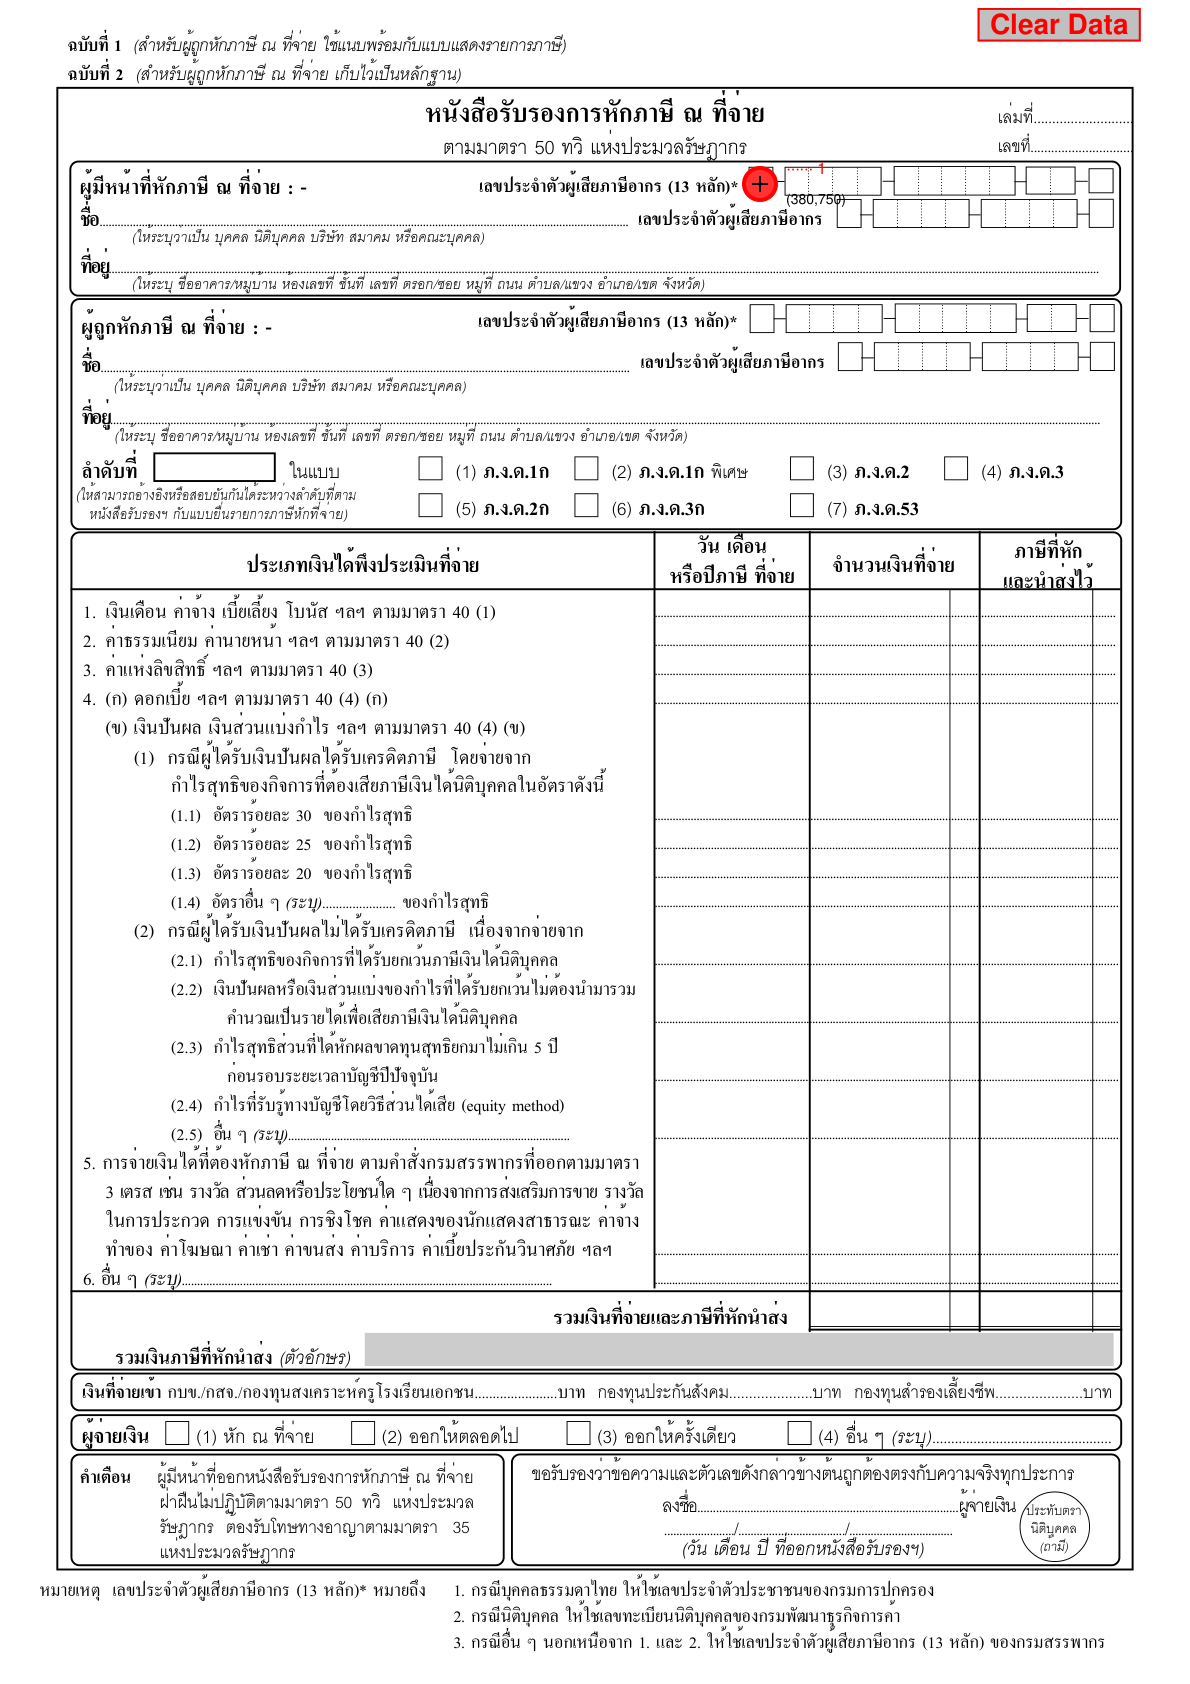 Clear Data
ฉบับที่ 1 (สำหรับผู้ถูกหักภาษี ณ ที่จ่าย ใช้แนบพร้อมกับแบบแสดงรายการภาษี)
ฉบับที่ 2 (สำหรับผู้ถูกหักภาษี ณ ที่จ่าย เก็บไว้เป็นหลักฐาน)
หนังสือรับรองการหักภาษี ณ ที่จ่าย
เล่มที่
ตามมาตรา 50 ทวิ แห่งประมวลรัษฎากร
เลขที่
ผู้มีหน้าที่หักภาษี ณ ที่จ่าย : -
เลขประจำตัวผู้เสียภาษีอากร (13 หลัก)*
1
(380,750)
ชื่อ
เลขประจำตัวผู้เสียภาษีอากร
(ให้ระบุว่าเป็น บุคคล นิติบุคคล บริษัท สมาคม หรือคณะบุคคล)
ที่อยู่
(ให้ระบุ ชื่ออาคาร/หมู่บ้าน ห้องเลขที่ ชั้นที่ เลขที่ ตรอก/ซอย หมู่ที่ ถนน ตำบล/แขวง อำเภอ/เขต จังหวัด)
ผู้ถูกหักภาษี ณ ที่จ่าย : -
เลขประจำตัวผู้เสียภาษีอากร (13 หลัก)*
ชื่อ
เลขประจำตัวผู้เสียภาษีอากร
(ให้ระบุว่าเป็น บุคคล นิติบุคคล บริษัท สมาคม หรือคณะบุคคล)
ที่อยู่
(ให้ระบุ ชื่ออาคาร/หมู่บ้าน ห้องเลขที่ ชั้นที่ เลขที่ ตรอก/ซอย หมู่ที่ ถนน ตำบล/แขวง อำเภอ/เขต จังหวัด)
ลำดับที่ ในแบบ
(1) ภ.ง.ด.1ก (2) ภ.ง.ด.1ก พิเศษ (3) ภ.ง.ด.2 (4) ภ.ง.ด.3
(ให้สามารถอ้างอิงหรือสอบยันกันได้ระหว่างลำดับที่ตาม
หนังสือรับรองฯ กับแบบยื่นรายการภาษีหักที่จ่าย)
(5) ภ.ง.ด.2ก (6) ภ.ง.ด.3ก (7) ภ.ง.ด.53
ประเภทเงินได้พึงประเมินที่จ่าย
วัน เดือน
หรือปีภาษี ที่จ่าย
จำนวนเงินที่จ่าย
ภาษีที่หัก
และนำส่งไว้
1. เงินเดือน ค่าจ้าง เบี้ยเลี้ยง โบนัส ฯลฯ ตามมาตรา 40 (1)
2. ค่าธรรมเนียม ค่านายหน้า ฯลฯ ตามมาตรา 40 (2)
3. ค่าแห่งลิขสิทธิ์ ฯลฯ ตามมาตรา 40 (3)
4. (ก) ดอกเบี้ย ฯลฯ ตามมาตรา 40 (4) (ก)
(ข) เงินปันผล เงินส่วนแบ่งกำไร ฯลฯ ตามมาตรา 40 (4) (ข)
(1) กรณีผู้ได้รับเงินปันผลได้รับเครดิตภาษี โดยจ่ายจาก
กำไรสุทธิของกิจการที่ต้องเสียภาษีเงินได้นิติบุคคลในอัตราดังนี้
(1.1) อัตราร้อยละ 30 ของกำไรสุทธิ
(1.2) อัตราร้อยละ 25 ของกำไรสุทธิ
(1.3) อัตราร้อยละ 20 ของกำไรสุทธิ
(1.4) อัตราอื่น ๆ (ระบุ)...................... ของกำไรสุทธิ
(2) กรณีผู้ได้รับเงินปันผลไม่ได้รับเครดิตภาษี เนื่องจากจ่ายจาก
(2.1) กำไรสุทธิของกิจการที่ได้รับยกเว้นภาษีเงินได้นิติบุคคล
(2.2) เงินปันผลหรือเงินส่วนแบ่งของกำไรที่ได้รับยกเว้นไม่ต้องนำมารวม
คำนวณเป็นรายได้เพื่อเสียภาษีเงินได้นิติบุคคล
(2.3) กำไรสุทธิส่วนที่ได้หักผลขาดทุนสุทธิยกมาไม่เกิน 5 ปี
ก่อนรอบระยะเวลาบัญชีปีปัจจุบัน
(2.4) กำไรที่รับรู้ทางบัญชีโดยวิธีส่วนได้เสีย (equity method)
(2.5) อื่น ๆ (ระบุ)
5. การจ่ายเงินได้ที่ต้องหักภาษี ณ ที่จ่าย ตามคำสั่งกรมสรรพากรที่ออกตามมาตรา
3 เตรส เช่น รางวัล ส่วนลดหรือประโยชน์ใด ๆ เนื่องจากการส่งเสริมการขาย รางวัล
ในการประกวด การแข่งขัน การชิงโชค ค่าแสดงของนักแสดงสาธารณะ ค่าจ้าง
ทำของ ค่าโฆษณา ค่าเช่า ค่าขนส่ง ค่าบริการ ค่าเบี้ยประกันวินาศภัย ฯลฯ
6. อื่น ๆ (ระบุ)
รวมเงินที่จ่ายและภาษีที่หักนำส่ง
รวมเงินภาษีที่หักนำส่ง (ตัวอักษร)
เงินที่จ่ายเข้า กบข./กสจ./กองทุนสงเคราะห์ครูโรงเรียนเอกชน......................บาท กองทุนประกันสังคม......................บาท กองทุนสำรองเลี้ยงชีพ.......................บาท
ผู้จ่ายเงิน (1) หัก ณ ที่จ่าย (2) ออกให้ตลอดไป (3) ออกให้ครั้งเดียว (4) อื่น ๆ (ระบุ)
คำเตือน ผู้มีหน้าที่ออกหนังสือรับรองการหักภาษี ณ ที่จ่าย
ฝ่าฝืนไม่ปฏิบัติตามมาตรา 50 ทวิ แห่งประมวล
รัษฎากร ต้องรับโทษทางอาญาตามมาตรา 35
แห่งประมวลรัษฎากร
ขอรับรองว่าข้อความและตัวเลขดังกล่าวข้างต้นถูกต้องตรงกับความจริงทุกประการ
ลงชื่อ......................ผู้จ่ายเงิน
....................../....................../......................
(วัน เดือน ปี ที่ออกหนังสือรับรองฯ)
ประทับตรา
นิติบุคคล
(ถ้ามี)
หมายเหตุ เลขประจำตัวผู้เสียภาษีอากร (13 หลัก)* หมายถึง
1. กรณีบุคคลธรรมดาไทย ให้ใช้เลขประจำตัวประชาชนของกรมการปกครอง
2. กรณีนิติบุคคล ให้ใช้เลขทะเบียนนิติบุคคลของกรมพัฒนาธุรกิจการค้า
3. กรณีอื่น ๆ นอกเหนือจาก 1. และ 2. ให้ใช้เลขประจำตัวผู้เสียภาษีอากร (13 หลัก) ของกรมสรรพากร